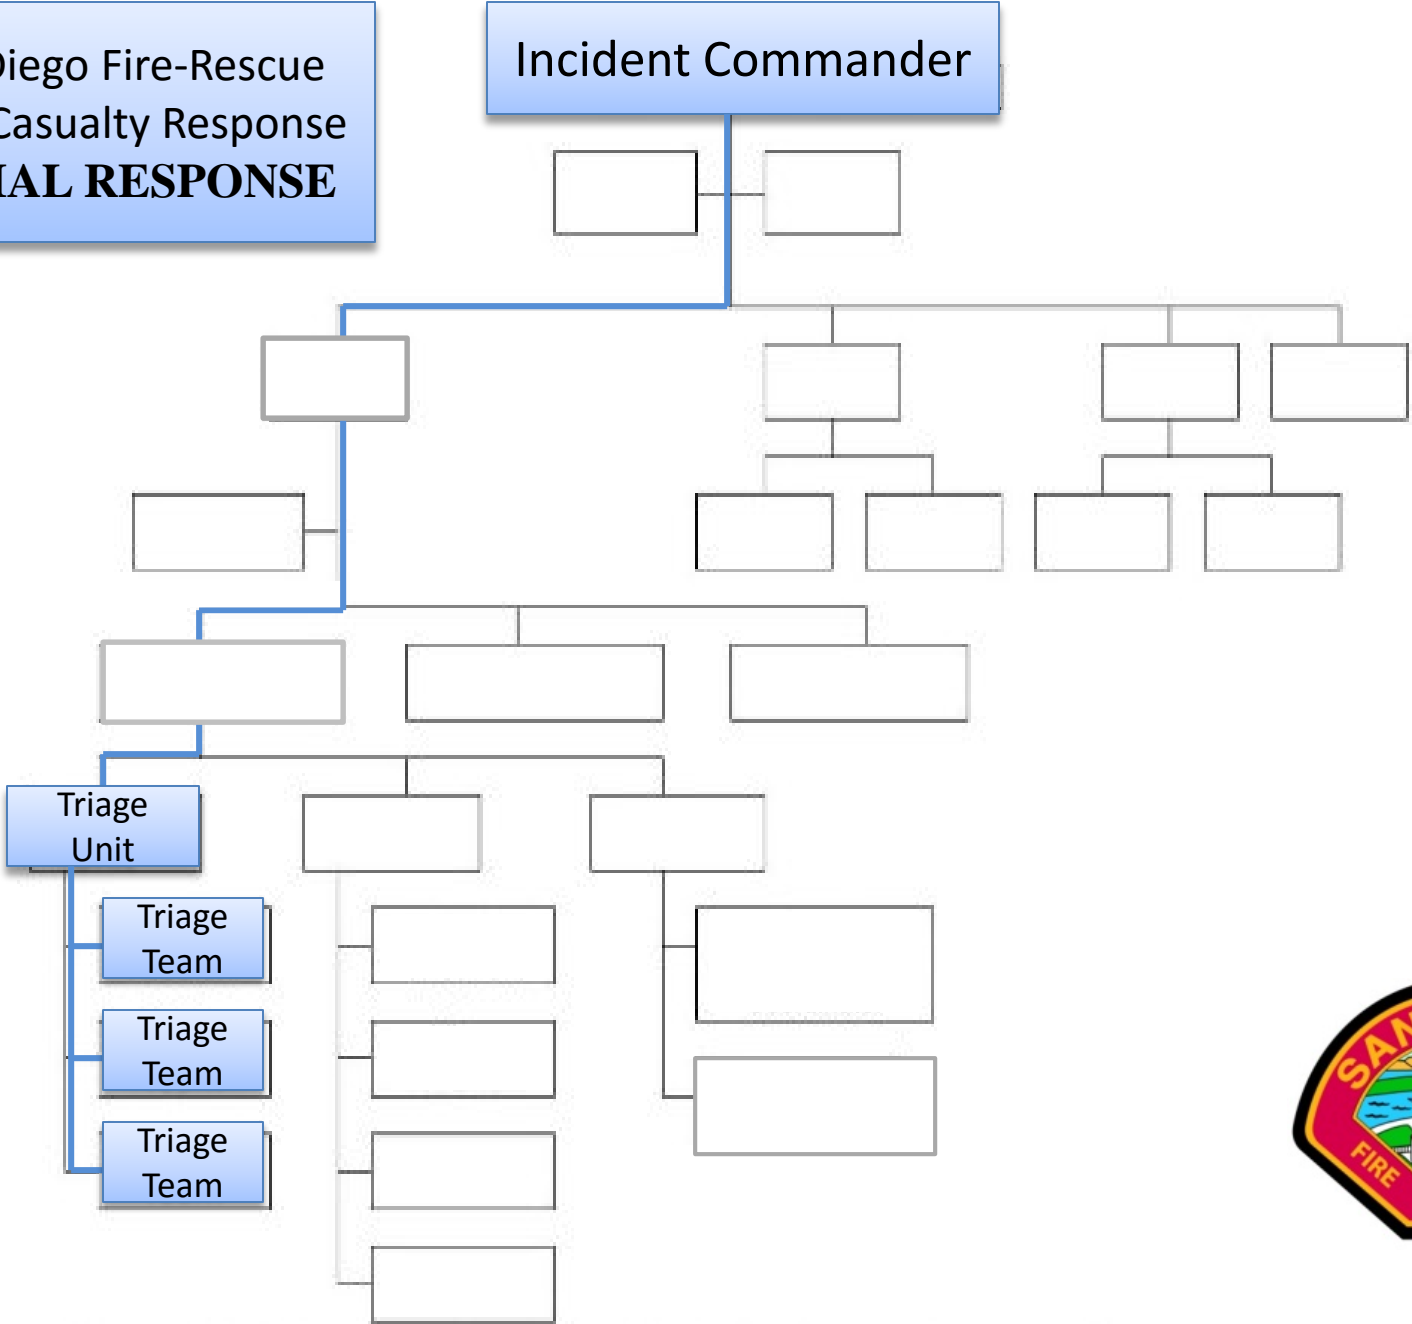 Diego Fire-Rescue
Casualty Response
IAL RESPONSE
Incident Commander
Triage
Unit
Triage
Team
Triage
Team
Triage
Team
SAN
FIRE